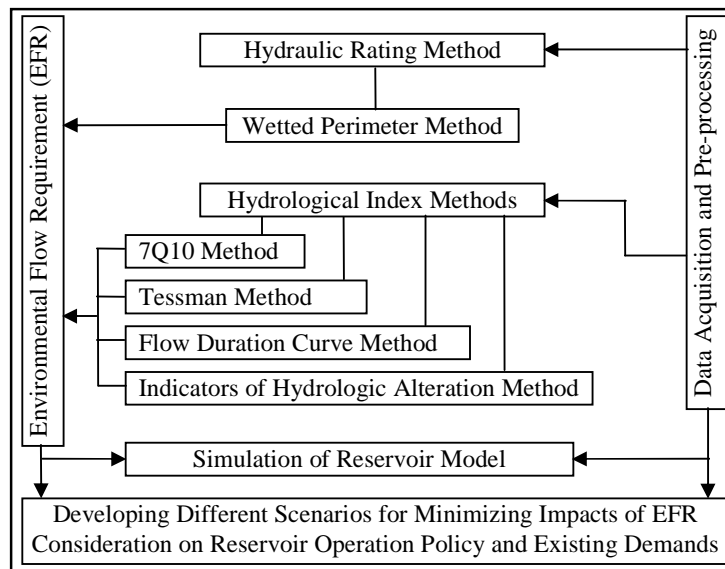 Environmental Flow Requirement (EFR)
Hydraulic Rating Method
Wetted Perimeter Method
Hydrological Index Methods
7Q10 Method
Tessman Method
Flow Duration Curve Method
Indicators of Hydrologic Alteration Method
Data Acquisition and Pre-processing
Simulation of Reservoir Model
Developing Different Scenarios for Minimizing Impacts of EFR
Consideration on Reservoir Operation Policy and Existing Demands